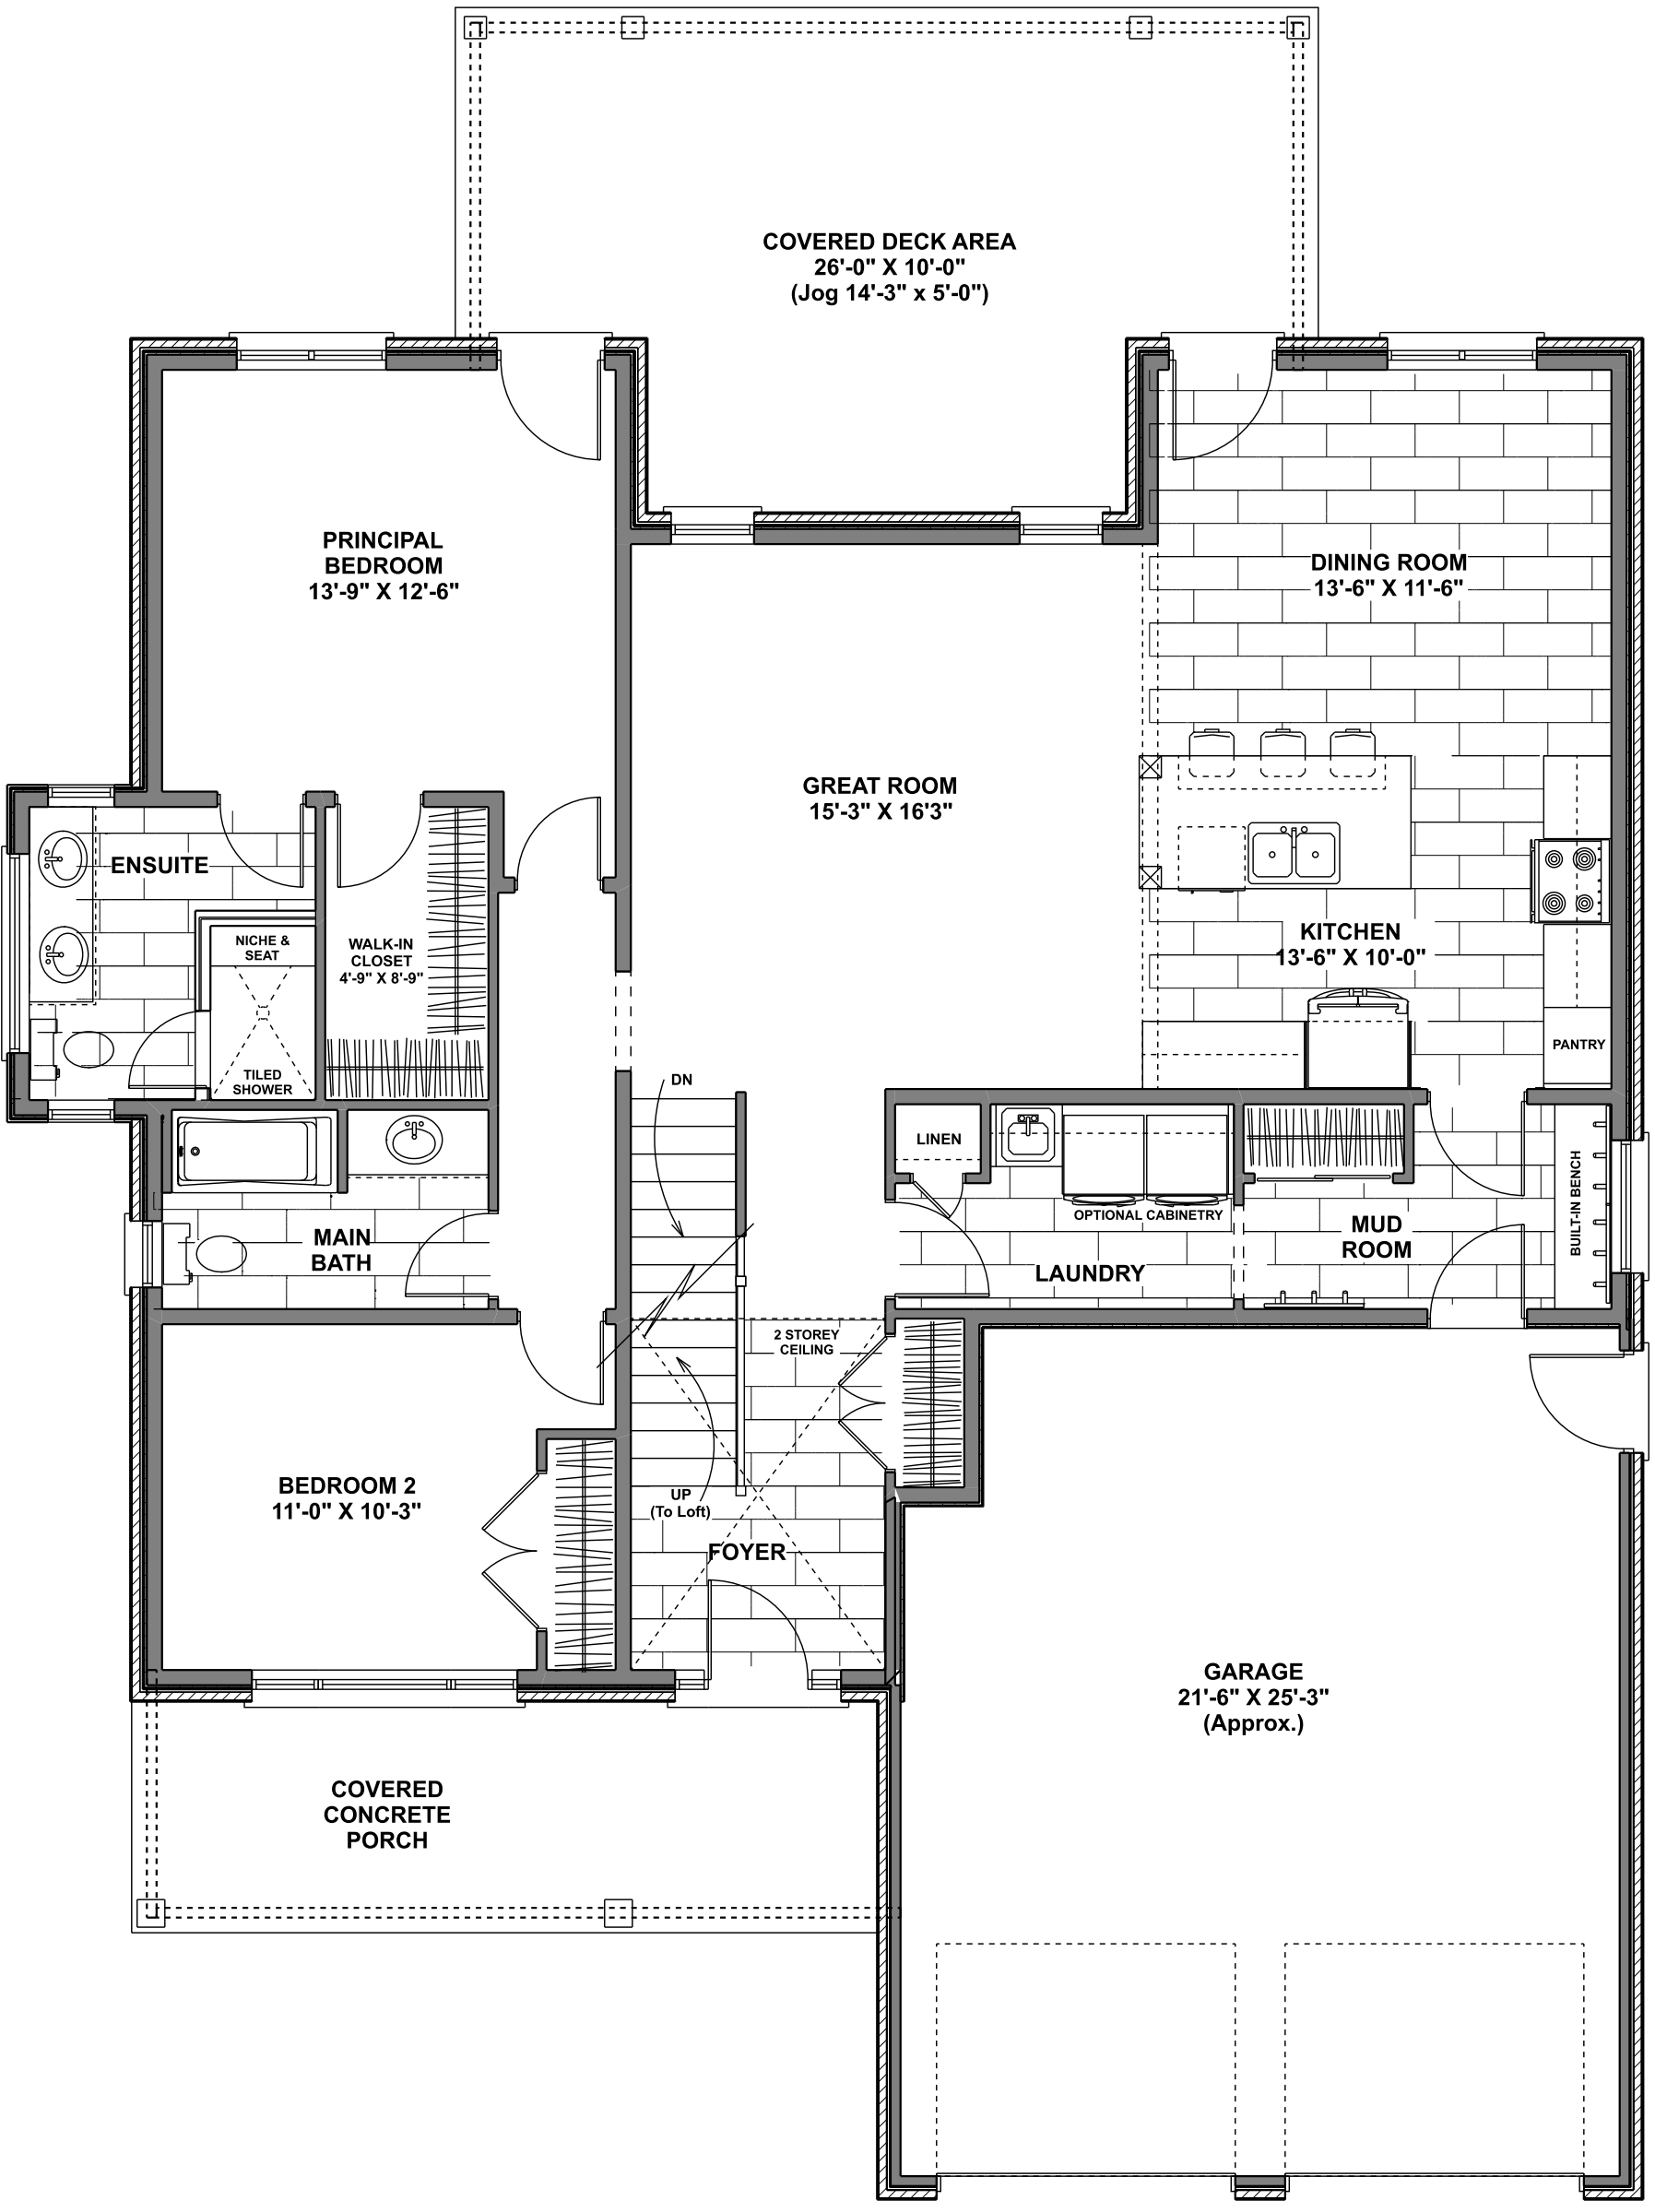 COVERED DECK AREA
26'-0" X 10'-0"
(Jog 14'-3" x 5'-0")
PRINCIPAL
BEDROOM
13'-9" X 12'-6"
DINING ROOM
13'-6" X 11'-6"
GREAT ROOM
15'-3" X 16'3"
ENSUITE
NICHE &
SEAT
WALK-IN
CLOSET
4'-9" X 8'-9"
KITCHEN
13'-6" X 10'-0"
PANTRY
TILED
SHOWER
DN
LINEN
OPTIONAL CABINETRY
MUD
ROOM
BUILT-IN BENCH
MAIN
BATH
LAUNDRY
2 STOREY
CEILING
BEDROOM 2
11'-0" X 10'-3"
UP
(To Loft)
FOYER
GARAGE
21'-6" X 25'-3"
(Approx.)
COVERED
CONCRETE
PORCH